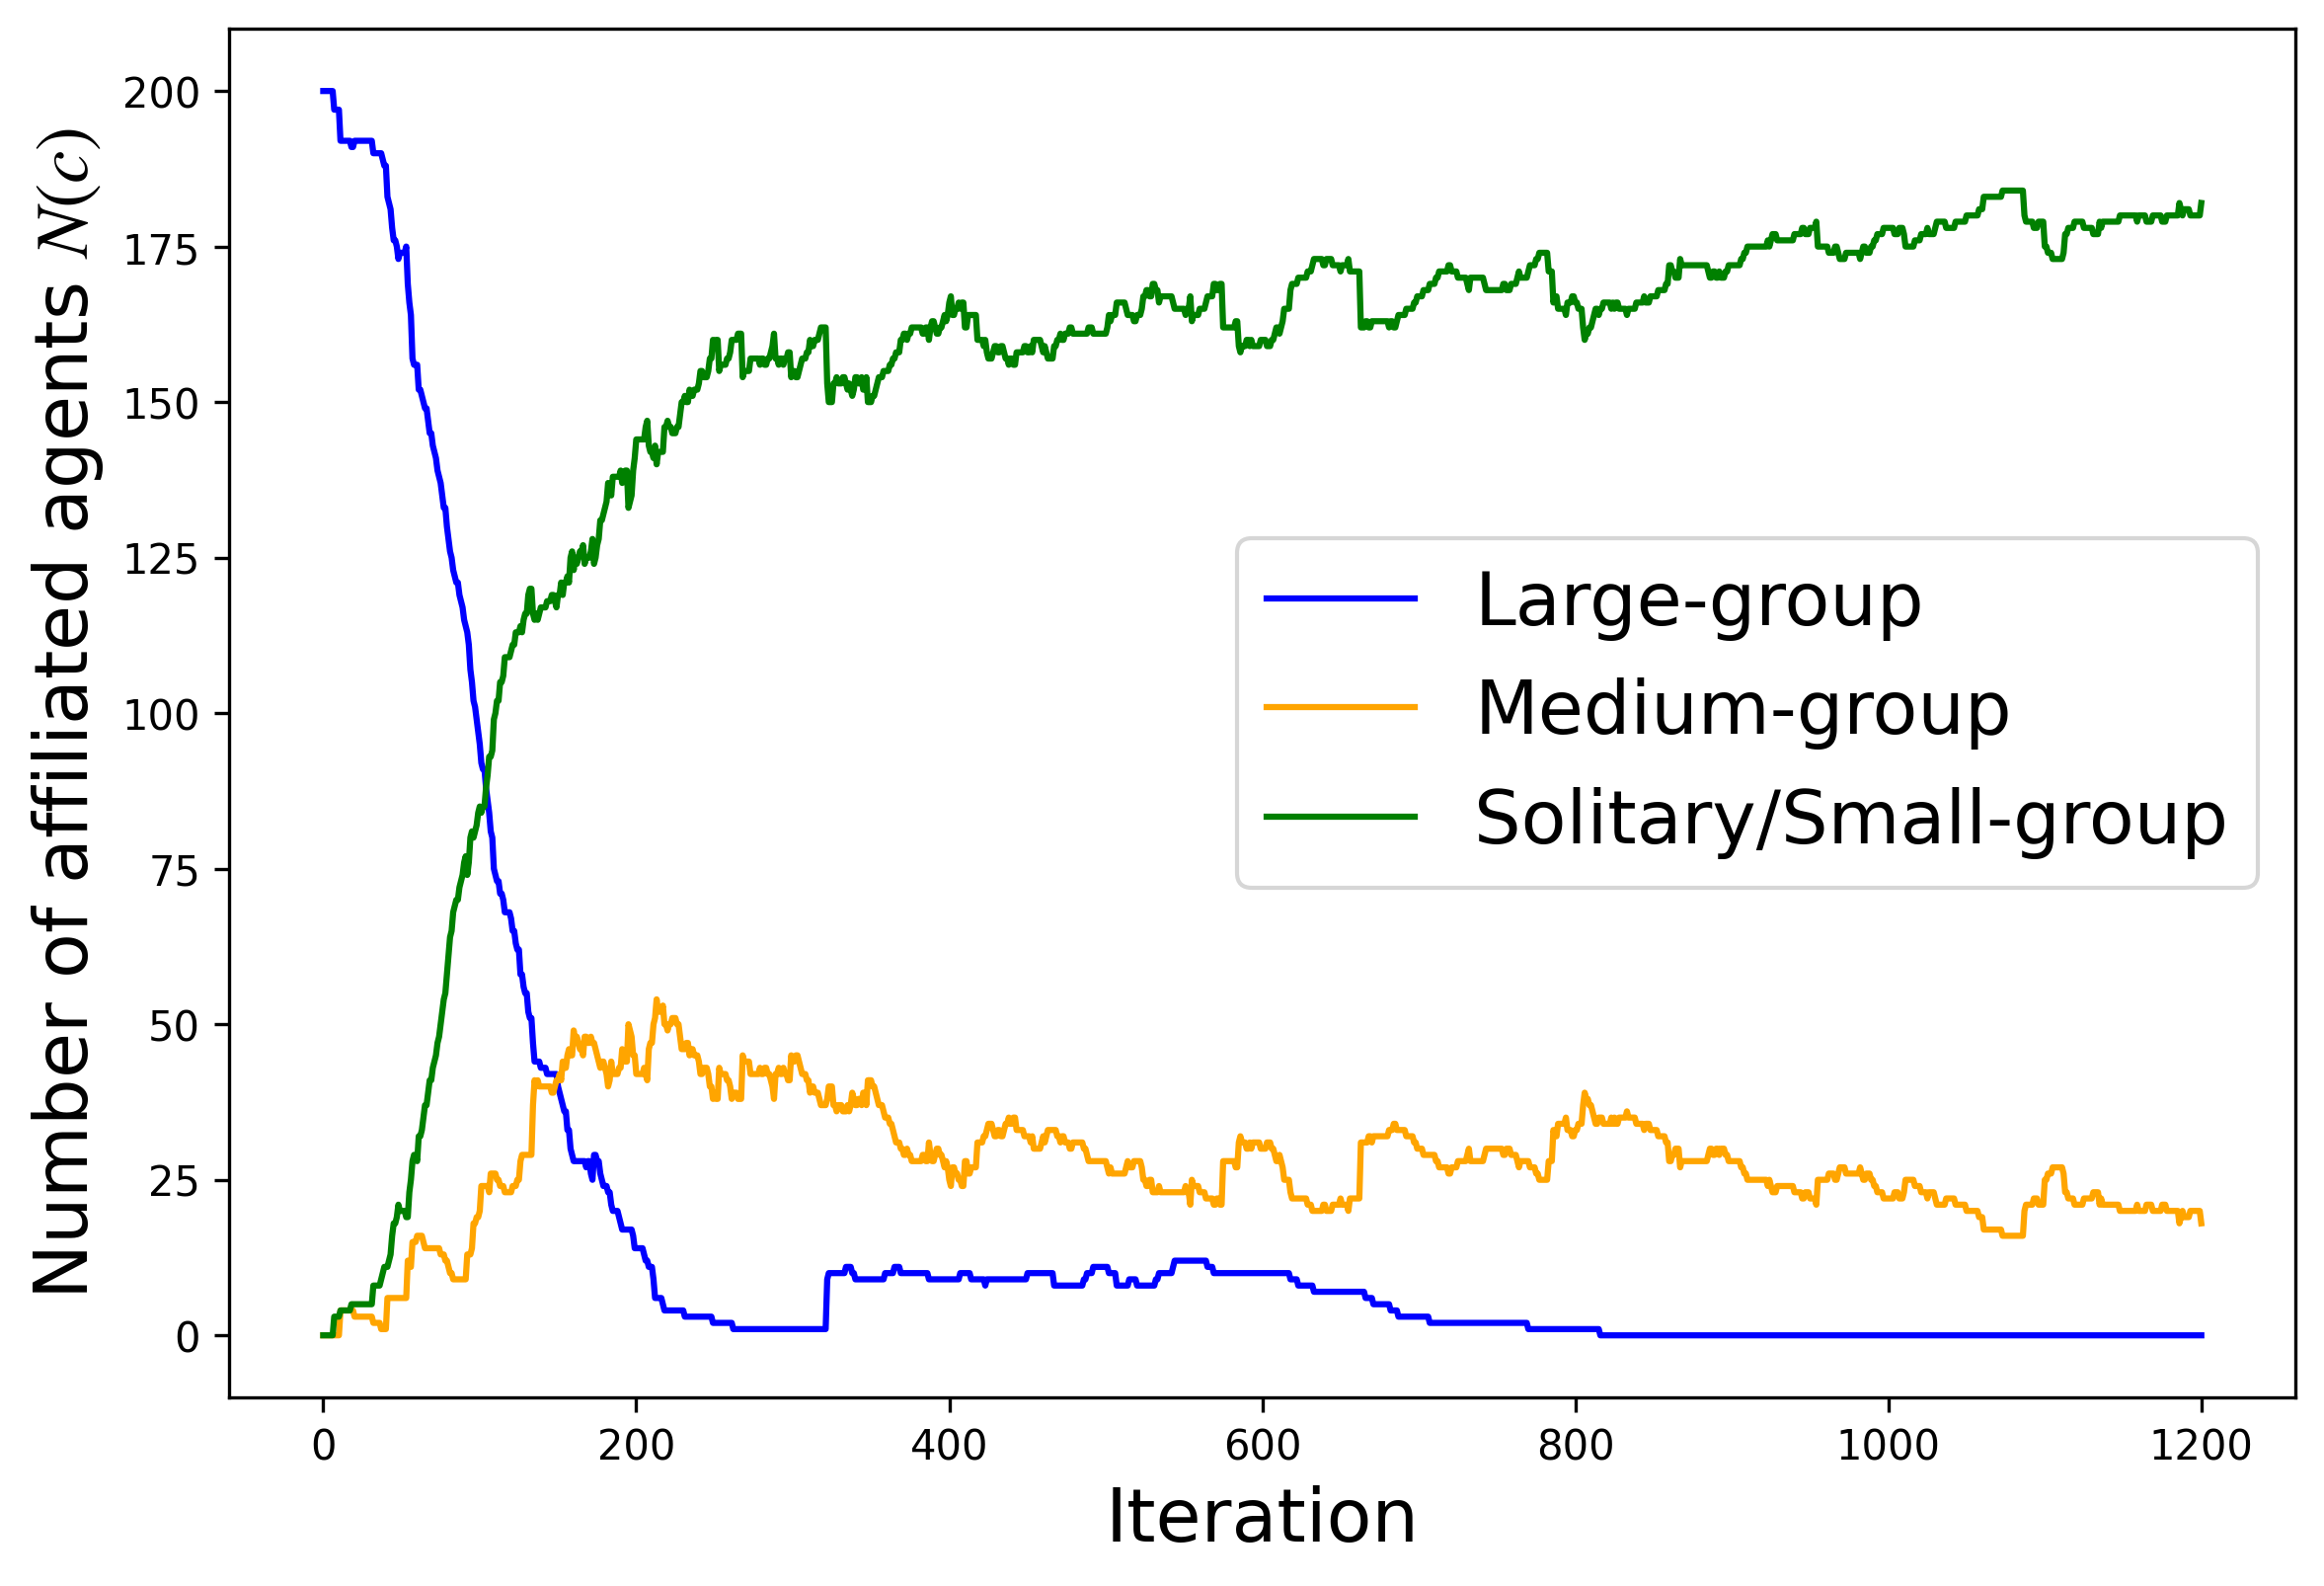 Number of affiliated agents N(c)
200
175
150
125
100
75
50
25
0
Large-group
Medium-group
Solitary/Small-group
0 200 400 600 800 1000 1200
Iteration